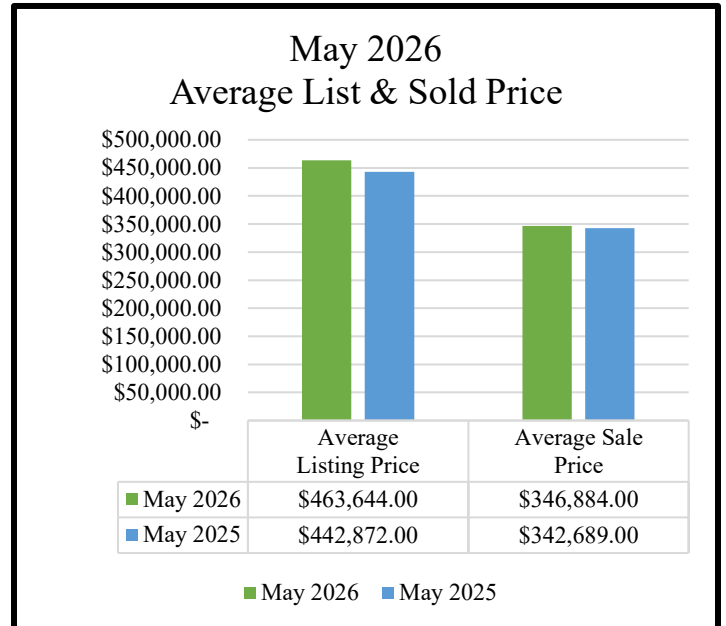 May 2026
Average List & Sold Price
$500,000.00
$450,000.00
$400,000.00
$350,000.00
$300,000.00
$250,000.00
$200,000.00
$150,000.00
$100,000.00
$50,000.00
$-
Average Listing Price
Average Sale Price
May 2026 $463,644.00 $346,884.00
May 2025 $442,872.00 $342,689.00
May 2026 May 2025